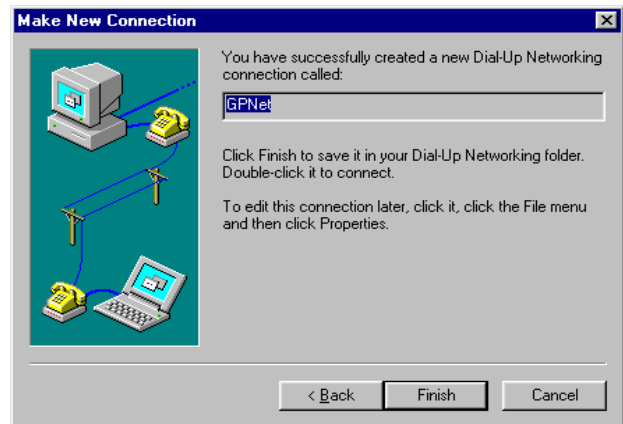 Make New Connection
You have successfully created a new Dial-Up Networking
connection called:
GPNet
Click Finish to save it in your Dial-Up Networking folder.
Double-click it to connect.
To edit this connection later, click it, click the File menu
and then click Properties.
< Back
Finish
Cancel